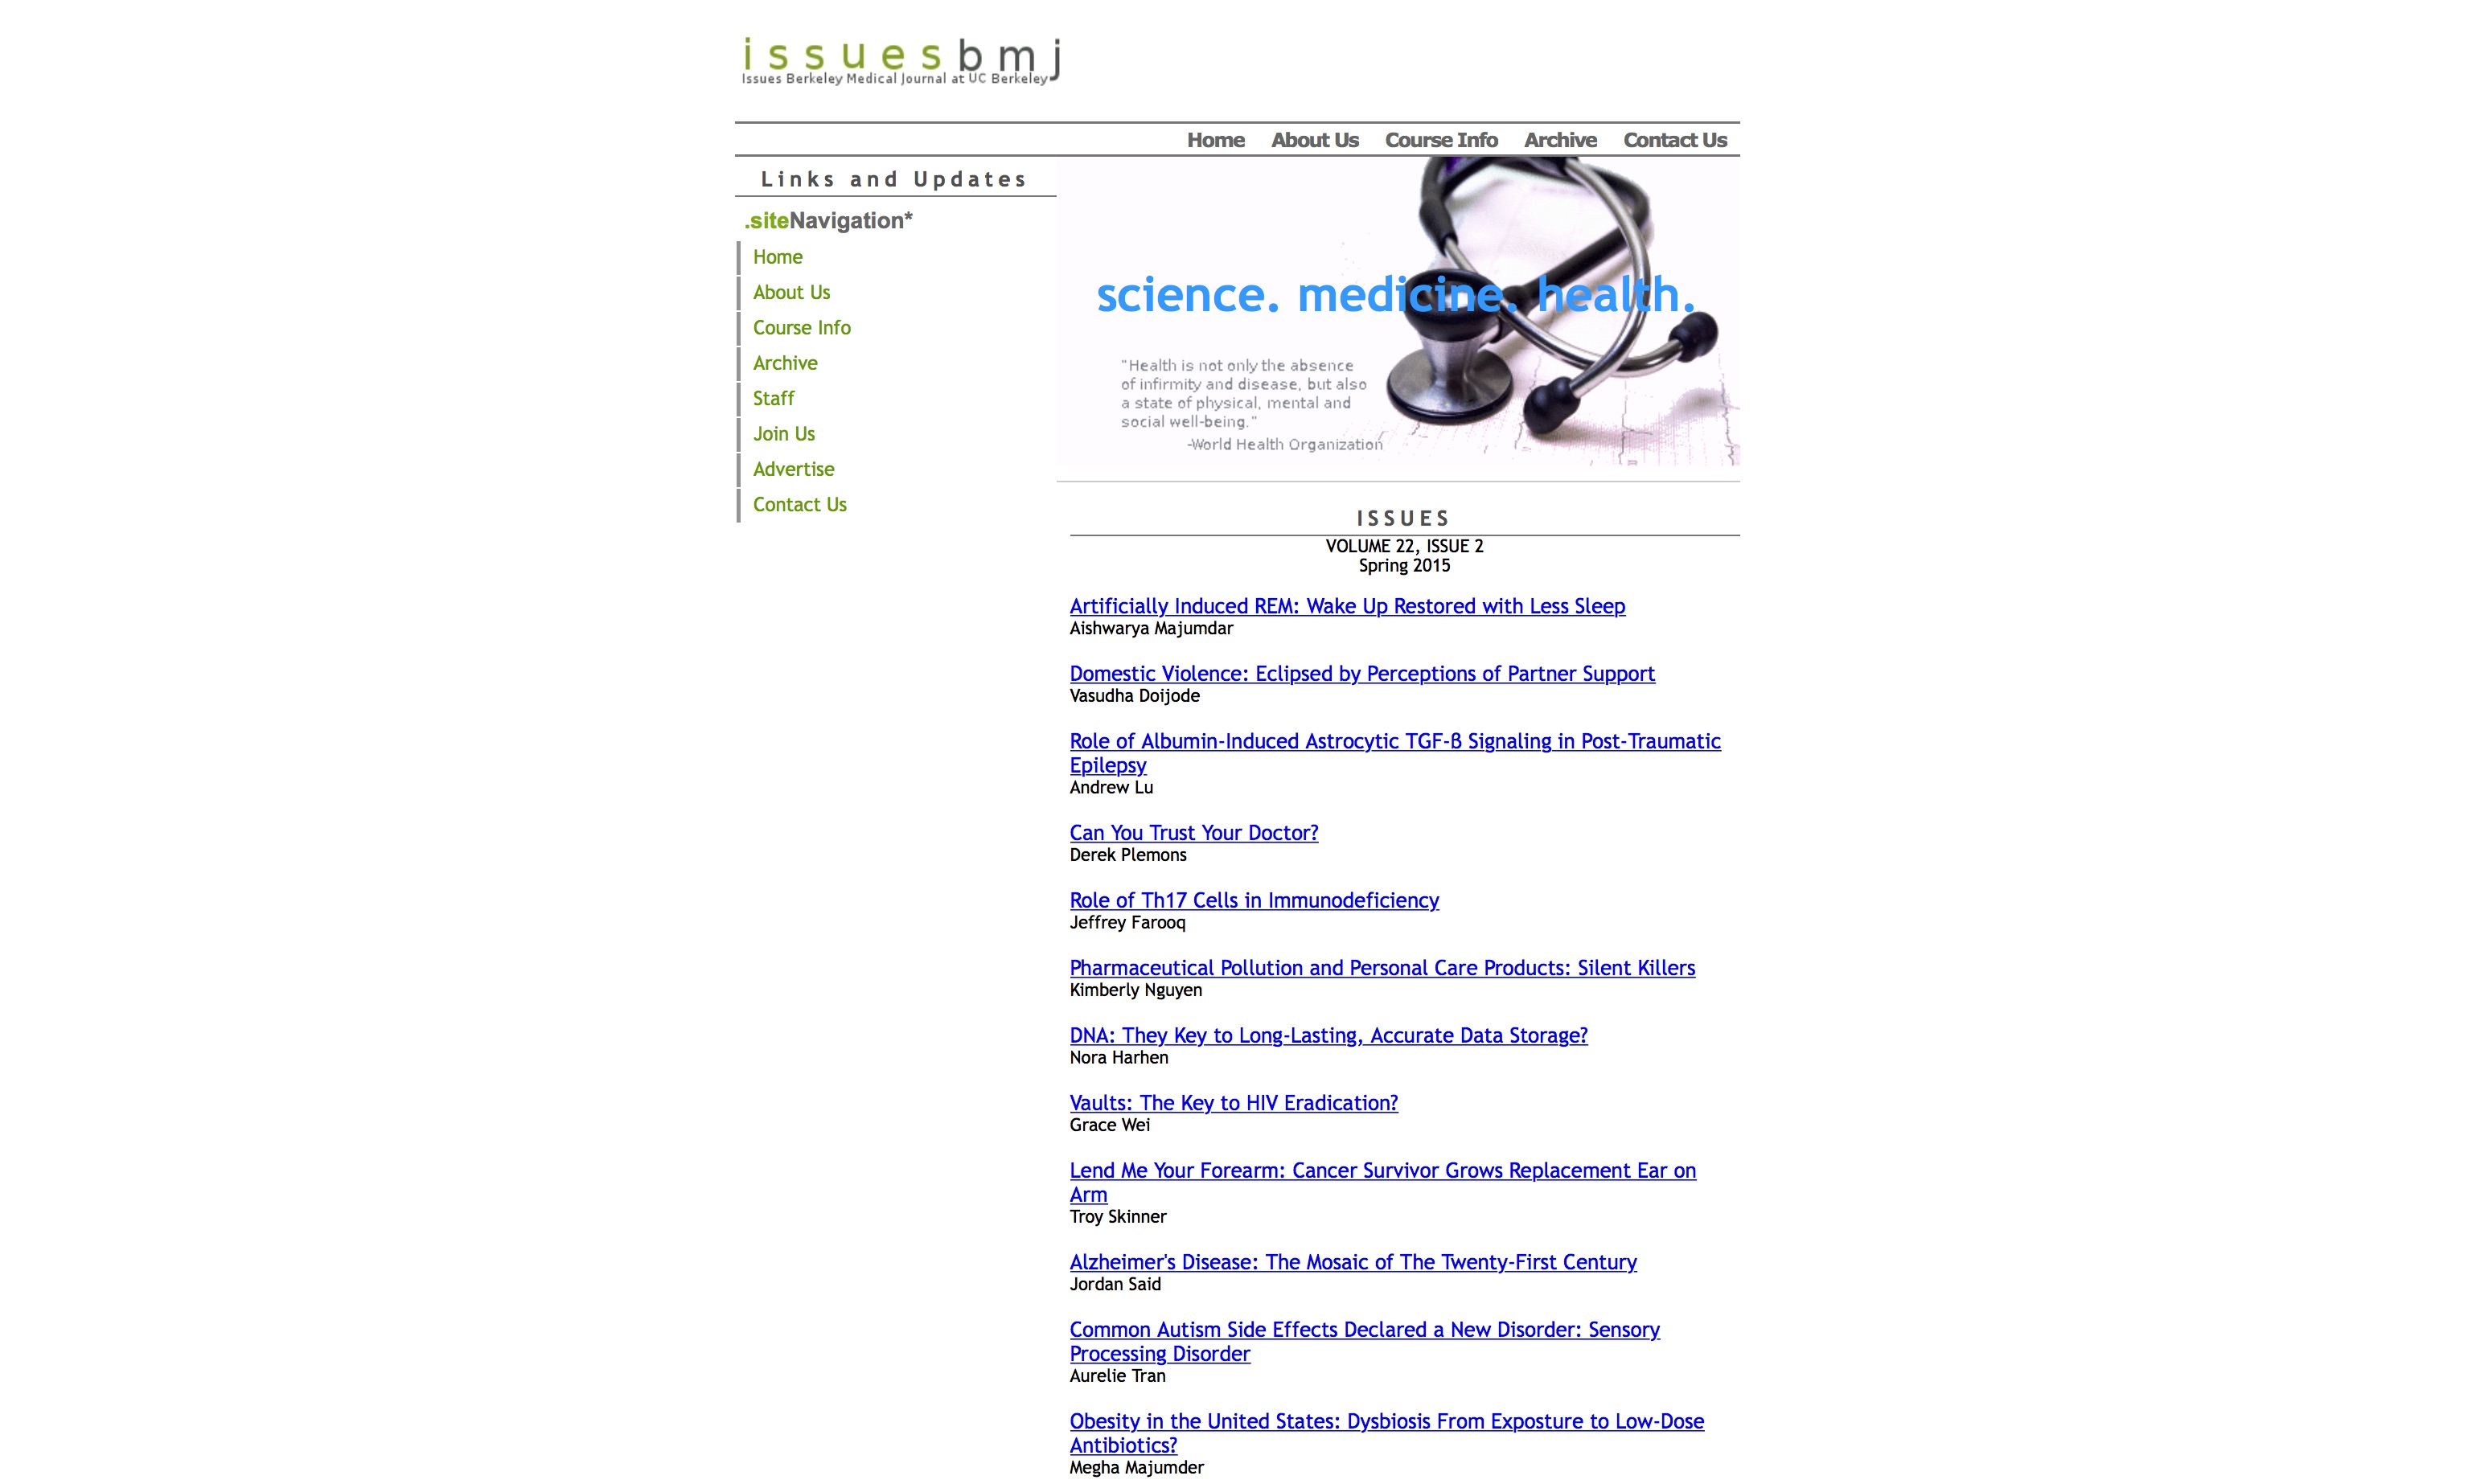 issuesbmj
Issues Berkeley Medical Journal at UC Berkeley
Home About Us Course Info Archive Contact Us
Links and Updates
.siteNavigation*
Home
About Us
Course Info
Archive
Staff
Join Us
Advertise
Contact Us
science. medicine. health.
"Health is not only the absence
of infirmity and disease, but also
a state of physical, mental and
social well-being."
-World Health Organization
ISSUES
VOLUME 22, ISSUE 2
Spring 2015
Artificially Induced REM: Wake Up Restored with Less Sleep
Aishwarya Majumdar
Domestic Violence: Eclipsed by Perceptions of Partner Support
Vasudha Doijode
Role of Albumin-Induced Astrocytic TGF-β Signaling in Post-Traumatic
Epilepsy
Andrew Lu
Can You Trust Your Doctor?
Derek Plemons
Role of Th17 Cells in Immunodeficiency
Jeffrey Farooq
Pharmaceutical Pollution and Personal Care Products: Silent Killers
Kimberly Nguyen
DNA: They Key to Long-Lasting, Accurate Data Storage?
Nora Harhen
Vaults: The Key to HIV Eradication?
Grace Wei
Lend Me Your Forearm: Cancer Survivor Grows Replacement Ear on
Arm
Troy Skinner
Alzheimer's Disease: The Mosaic of The Twenty-First Century
Jordan Said
Common Autism Side Effects Declared a New Disorder: Sensory
Processing Disorder
Aurelie Tran
Obesity in the United States: Dysbiosis From Exposture to Low-Dose
Antibiotics?
Megha Majumder